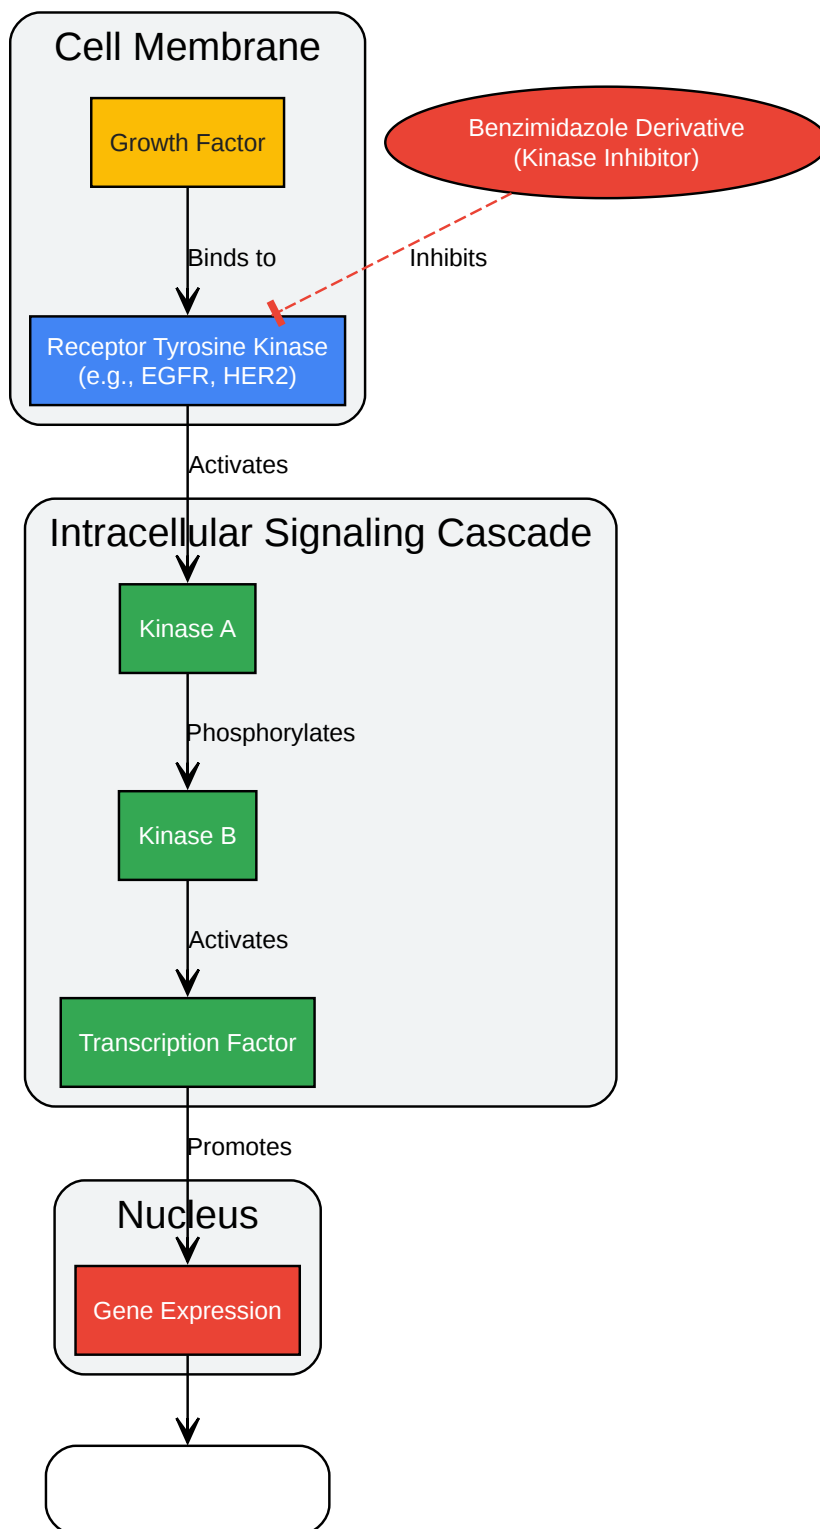 Cell Membrane
Growth Factor
Benzimidazole Derivative
(Kinase Inhibitor)
Binds to
Inhibits
Receptor Tyrosine Kinase
(e.g., EGFR, HER2)
Activates
Intracellular Signaling Cascade
Kinase A
Phosphorylates
Kinase B
Activates
Transcription Factor
Promotes
Nucleus
Gene Expression